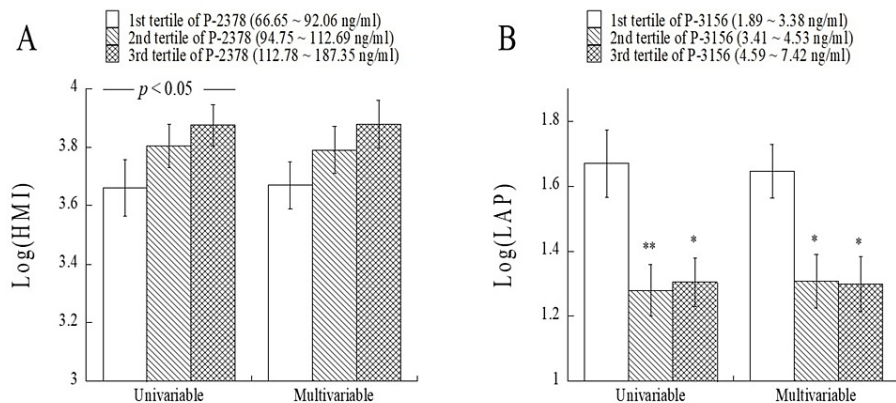 A
1st tertile of P-2378 (66.65 ~ 92.06 ng/ml)
2nd tertile of P-2378 (94.75 ~ 112.69 ng/ml)
3rd tertile of P-2378 (112.78 ~ 187.35 ng/ml)
Log(HMI)
4
3.8
3.6
3.4
3.2
3
p < 0.05
Univariable
Multivariable
B
1st tertile of P-3156 (1.89 ~ 3.38 ng/ml)
2nd tertile of P-3156 (3.41 ~ 4.53 ng/ml)
3rd tertile of P-3156 (4.59 ~ 7.42 ng/ml)
Log(LAP)
1.8
1.6
1.4
1.2
1
** * * *
Univariable
Multivariable